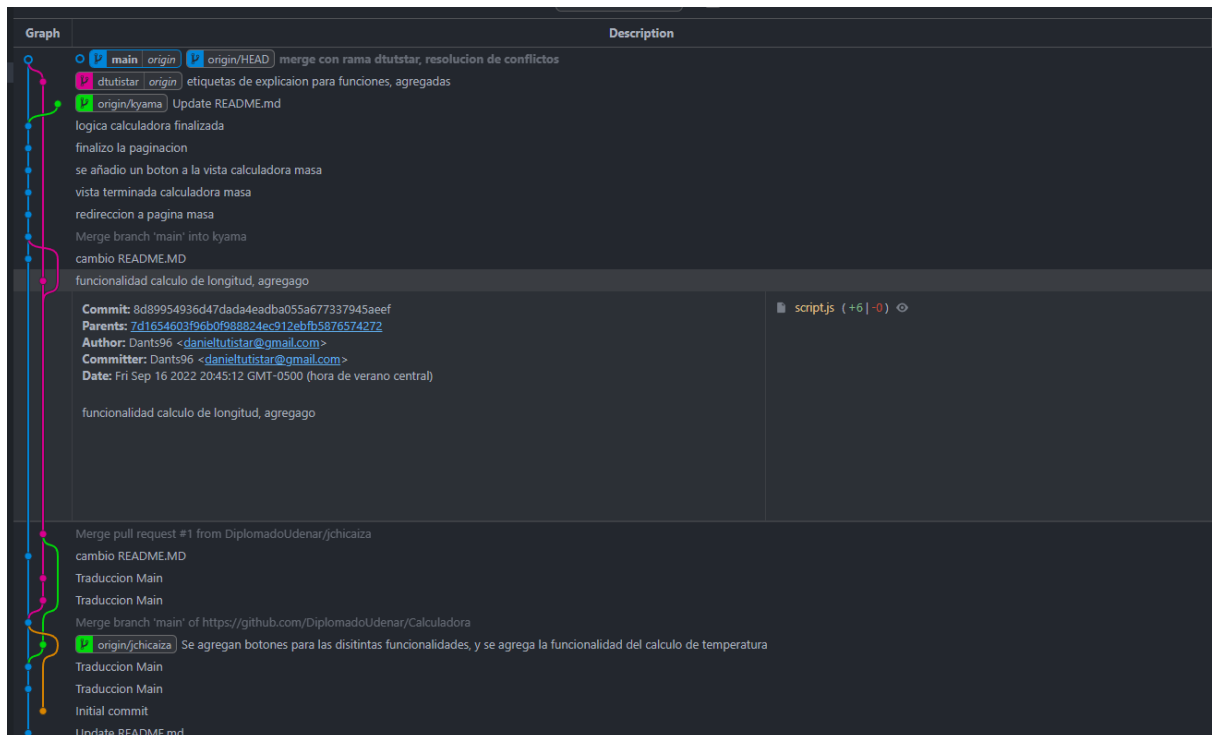 Graph Description
main origin origin/HEAD merge con rama dtutstar, resolucion de conflictos
dtutistar origin etiquetas de explicaion para funciones, agregadas
origin/kyama Update README.md
logica calculadora finalizada
finalizo la paginacion
se añadio un boton a la vista calculadora masa
vista terminada calculadora masa
redireccion a pagina masa
Merge branch 'main' into kyama
cambio README.MD
funcionalidad calculo de longitud, agregago
Commit: 8d89954936d47dada4eadba055a677337945aeef
Parents: 7d1654603f96b0f988824ec912ebfb5876574272
Author: Dants96 <danieltutistar@gmail.com>
Committer: Dants96 <danieltutistar@gmail.com>
Date: Fri Sep 16 2022 20:45:12 GMT-0500 (hora de verano central)
funcionalidad calculo de longitud, agregago
script.js (+6|-0)
Merge pull request #1 from DiplomadoUdenar/jchicaiza
cambio README.MD
Traduccion Main
Traduccion Main
Merge branch 'main' of https://github.com/DiplomadoUdenar/Calculadora
origin/jchicaiza Se agregan botones para las disitintas funcionalidades, y se agrega la funcionalidad del calculo de temperatura
Traduccion Main
Traduccion Main
Initial commit
Update README.md